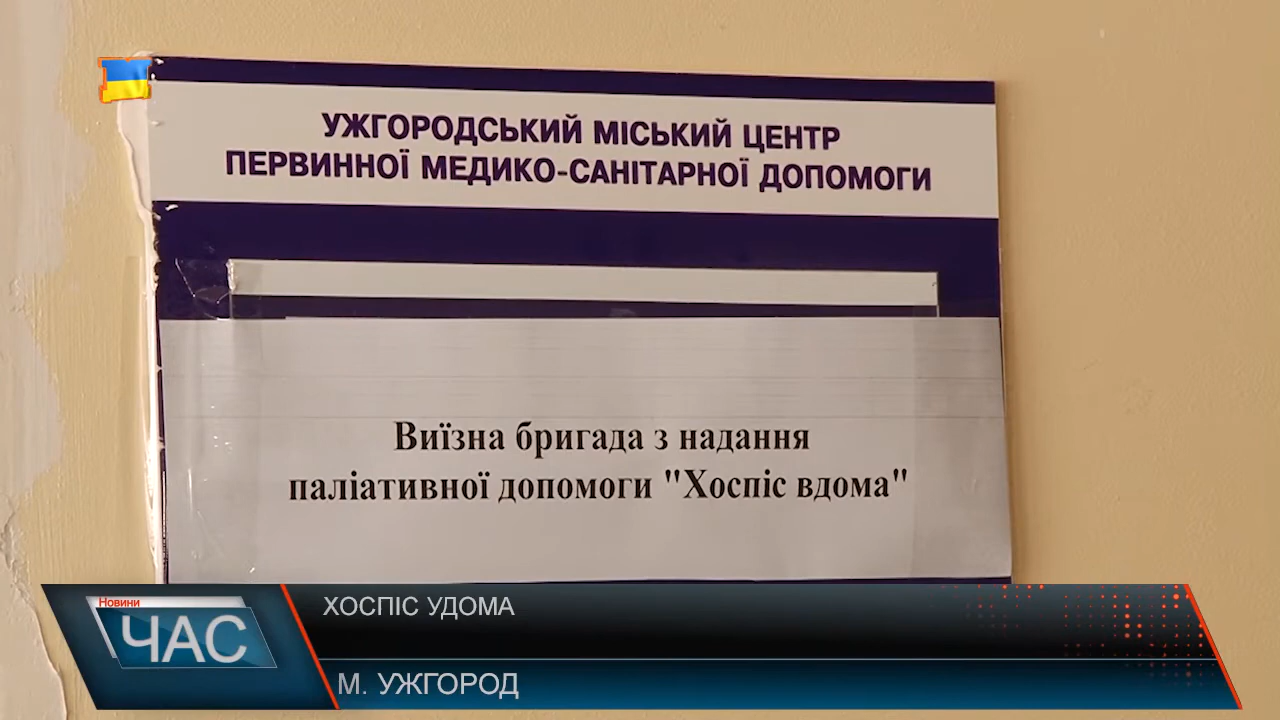 УЖГОРОДСЬКИЙ МІСЬКИЙ ЦЕНТР
ПЕРВИННОЇ МЕДИКО-САНІТАРНОЇ ДОПОМОГИ
Виїзна бригада з надання
паліативної допомоги "Хоспіс вдома"
Новини
ЧАС
ХОСПІС УДОМА
М. УЖГОРОД